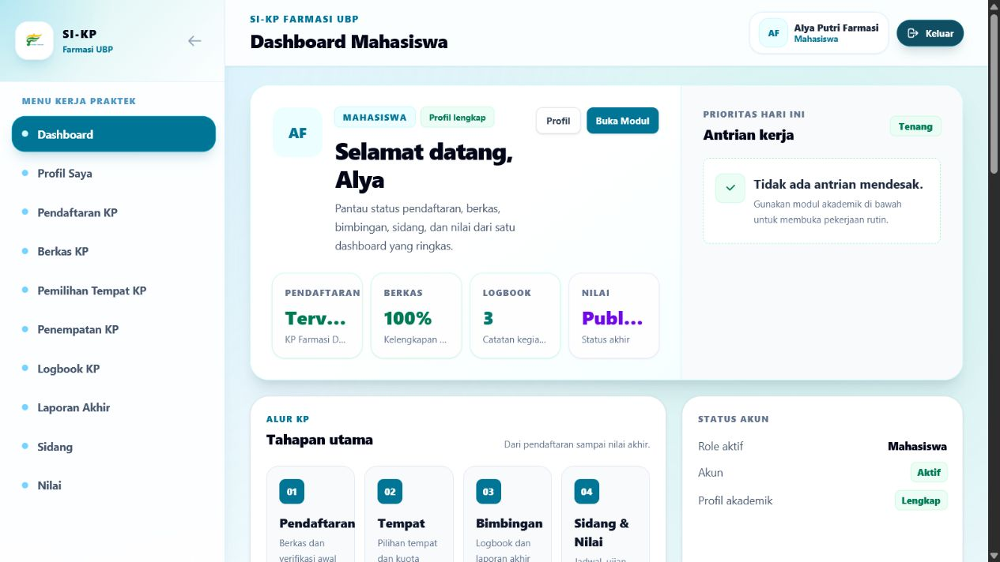 SI-KP
Farmasi UBP
MENU KERJA PRAKTEK
Dashboard
Profil Saya
Pendaftaran KP
Berkas KP
Pemilihan Tempat KP
Penempatan KP
Logbook KP
Laporan Akhir
Sidang
Nilai
SI-KP FARMASI UBP
Dashboard Mahasiswa
AF
Alya Putri Farmasi
Mahasiswa
Keluar
AF
MAHASISWA
Profil lengkap
Profil
Buka Modul
Selamat datang,
Alya
Pantau status pendaftaran, berkas,
bimbingan, sidang, dan nilai dari satu
dashboard yang ringkas.
PENDAFTARAN
Terv...
KP Farmasi D...
BERKAS
100%
Kelengkapan ...
LOGBOOK
3
Catatan kegia...
NILAI
Publ...
Status akhir
PRIORITAS HARI INI
Antrian kerja
Tenang
Tidak ada antrian mendesak.
Gunakan modul akademik di bawah
untuk membuka pekerjaan rutin.
ALUR KP
Tahapan utama
Dari pendaftaran sampai nilai akhir.
01
Pendaftaran
Berkas dan
verifikasi awal
02
Tempat
Pilihan tempat
dan kuota
03
Bimbingan
Logbook dan
laporan akhir
04
Sidang &
Nilai
Jadwal, ujian
STATUS AKUN
Role aktif
Mahasiswa
Akun
Aktif
Profil akademik
Lengkap